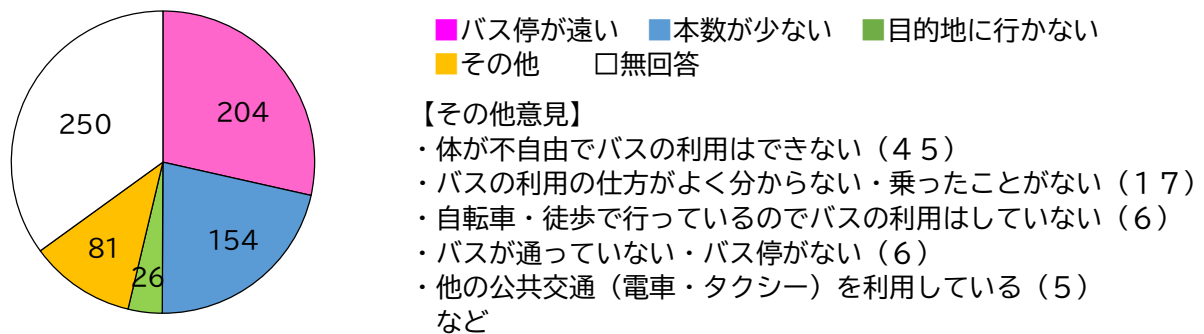 ■バス停が遠い ■本数が少ない ■目的地に行かない
■その他 □無回答
204
154
26
81
250
【その他意見】
・体が不自由でバスの利用はできない（４５）
・バスの利用の仕方がよく分からない・乗ったことがない（１７）
・自転車・徒歩で行っているのでバスの利用はしていない（６）
・バスが通っていない・バス停がない（６）
・他の公共交通（電車・タクシー）を利用している（５）
など